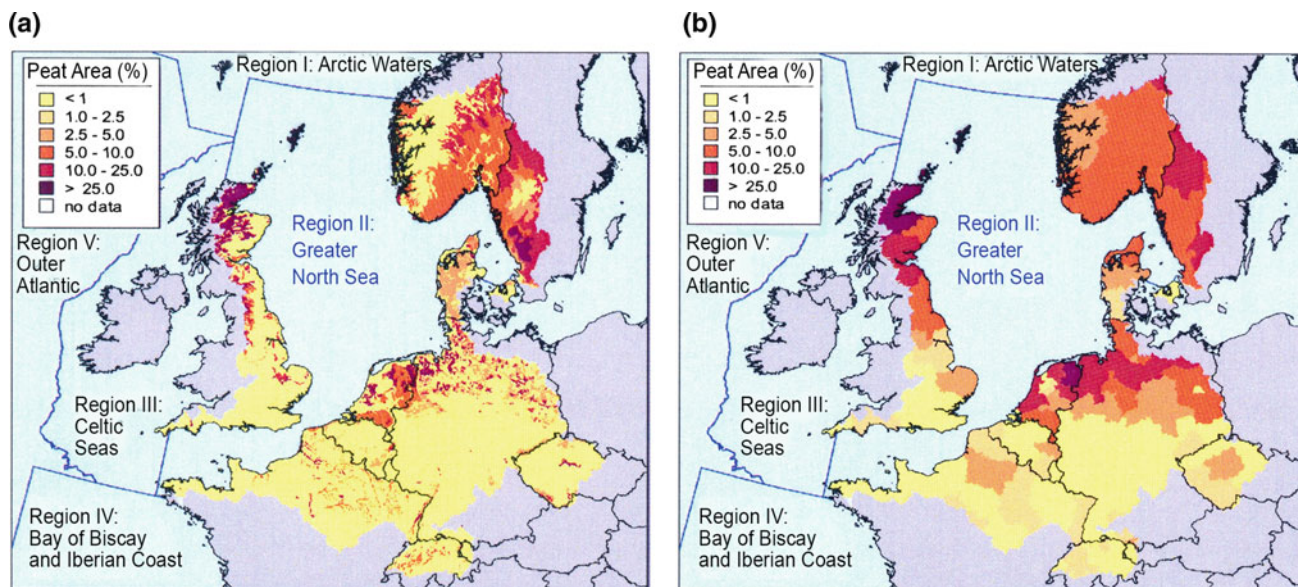 (a)
Peat Area (%)
< 1
1.0 - 2.5
2.5 - 5.0
5.0 - 10.0
10.0 - 25.0
> 25.0
no data
Region I: Arctic Waters
Region II:
Greater
North Sea
Region V:
Outer
Atlantic
Region III:
Celtic
Seas
Region IV:
Bay of Biscay
and Iberian Coast
(b)
Peat Area (%)
< 1
1.0 - 2.5
2.5 - 5.0
5.0 - 10.0
10.0 - 25.0
> 25.0
no data
Region I: Arctic Waters
Region II:
Greater
North Sea
Region V:
Outer
Atlantic
Region III:
Celtic
Seas
Region IV:
Bay of Biscay
and Iberian Coast